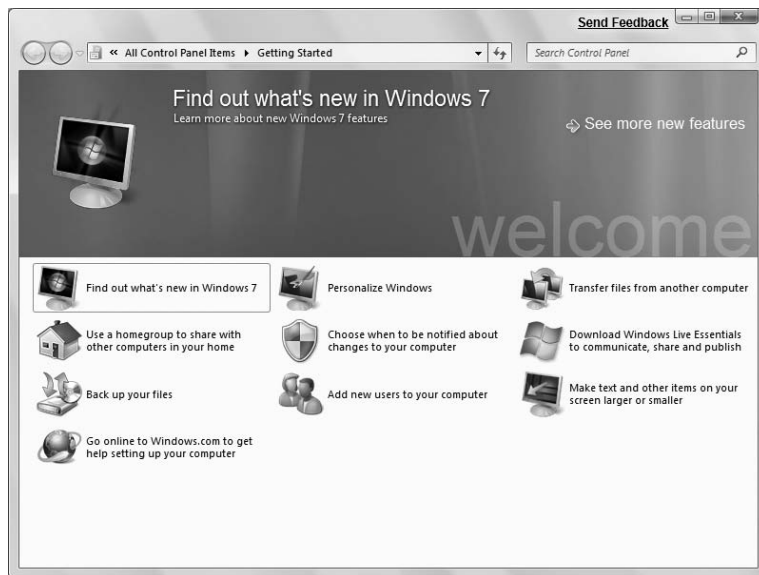 Send Feedback
« All Control Panel Items ▸ Getting Started
Search Control Panel
Find out what's new in Windows 7
Learn more about new Windows 7 features
See more new features
welcome
Find out what's new in Windows 7
Personalize Windows
Transfer files from another computer
Use a homegroup to share with
other computers in your home
Choose when to be notified about
changes to your computer
Download Windows Live Essentials
to communicate, share and publish
Back up your files
Add new users to your computer
Make text and other items on your
screen larger or smaller
Go online to Windows.com to get
help setting up your computer